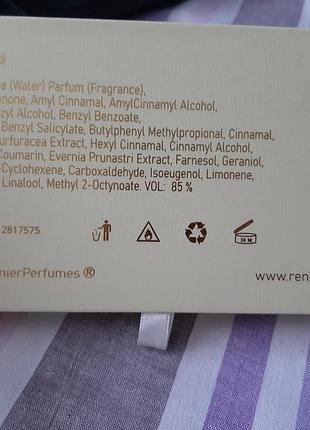 S
a (Water) Parfum (Fragrance),
none, Amyl Cinnamal, AmylCinnamyl Alcohol,
zyl Alcohol, Benzyl Benzoate,
Benzyl Salicylate, Butylphenyl Methylpropional, Cinnamal,
urfuracea Extract, Hexyl Cinnamal, Cinnamyl Alcohol,
Coumarin, Evernia Prunastri Extract, Farnesol, Geraniol,
Cyclohexene, Carboxaldehyde, Isoeugenol, Limonene,
Linalool, Methyl 2-Octynoate. VOL: 85 %
2817575
36 M
nierPerfumes ®
www.ren